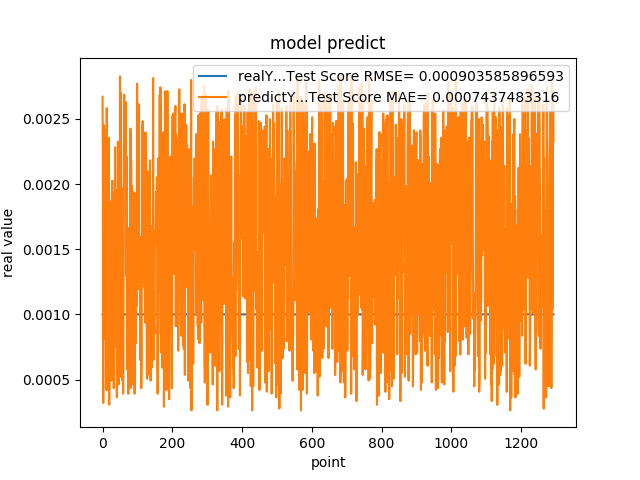 model predict
realY...Test Score RMSE= 0.000903585896593
predictY...Test Score MAE= 0.0007437483316
real value
0.0025
0.0020
0.0015
0.0010
0.0005
0 200 400 600 800 1000 1200
point